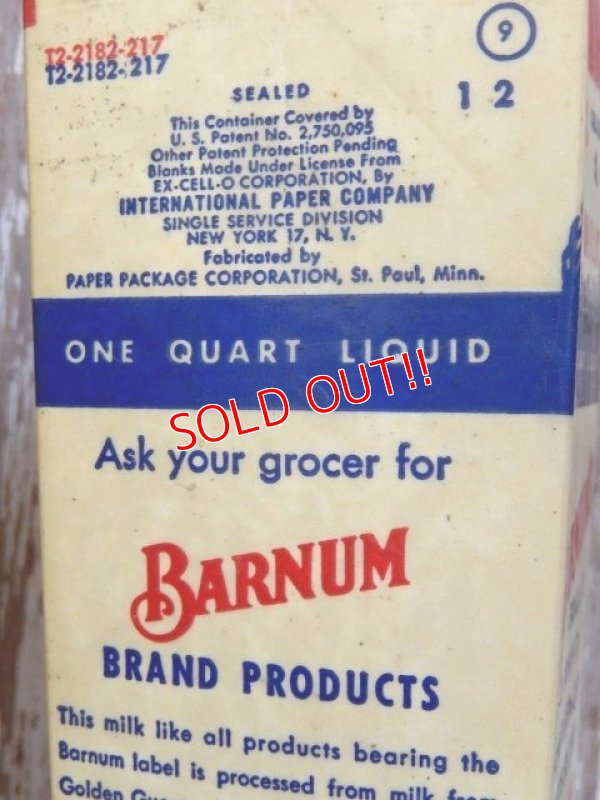 T2-2182-217
T2-2182-217
9
1 2
SEALED
This Container Covered by
U. S. Patent No. 2,750,095
Other Patent Protection Pending
Blanks Made Under License From
EX-CELL-O CORPORATION, By
INTERNATIONAL PAPER COMPANY
SINGLE SERVICE DIVISION
NEW YORK 17, N. Y.
Fabricated by
PAPER PACKAGE CORPORATION, St. Paul, Minn.
ONE QUART LIQUID
SOLD OUT!!
Ask your grocer for
BARNUM
BRAND PRODUCTS
This milk like all products bearing the
Barnum label is processed from milk from
Golden